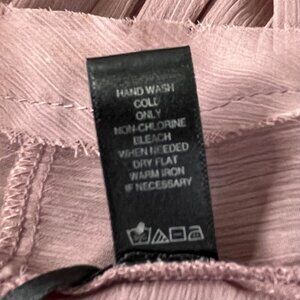 HAND WASH
COLD
ONLY
NON-CHLORINE
BLEACH
WHEN NEEDED
DRY FLAT
WARM IRON
IF NECESSARY